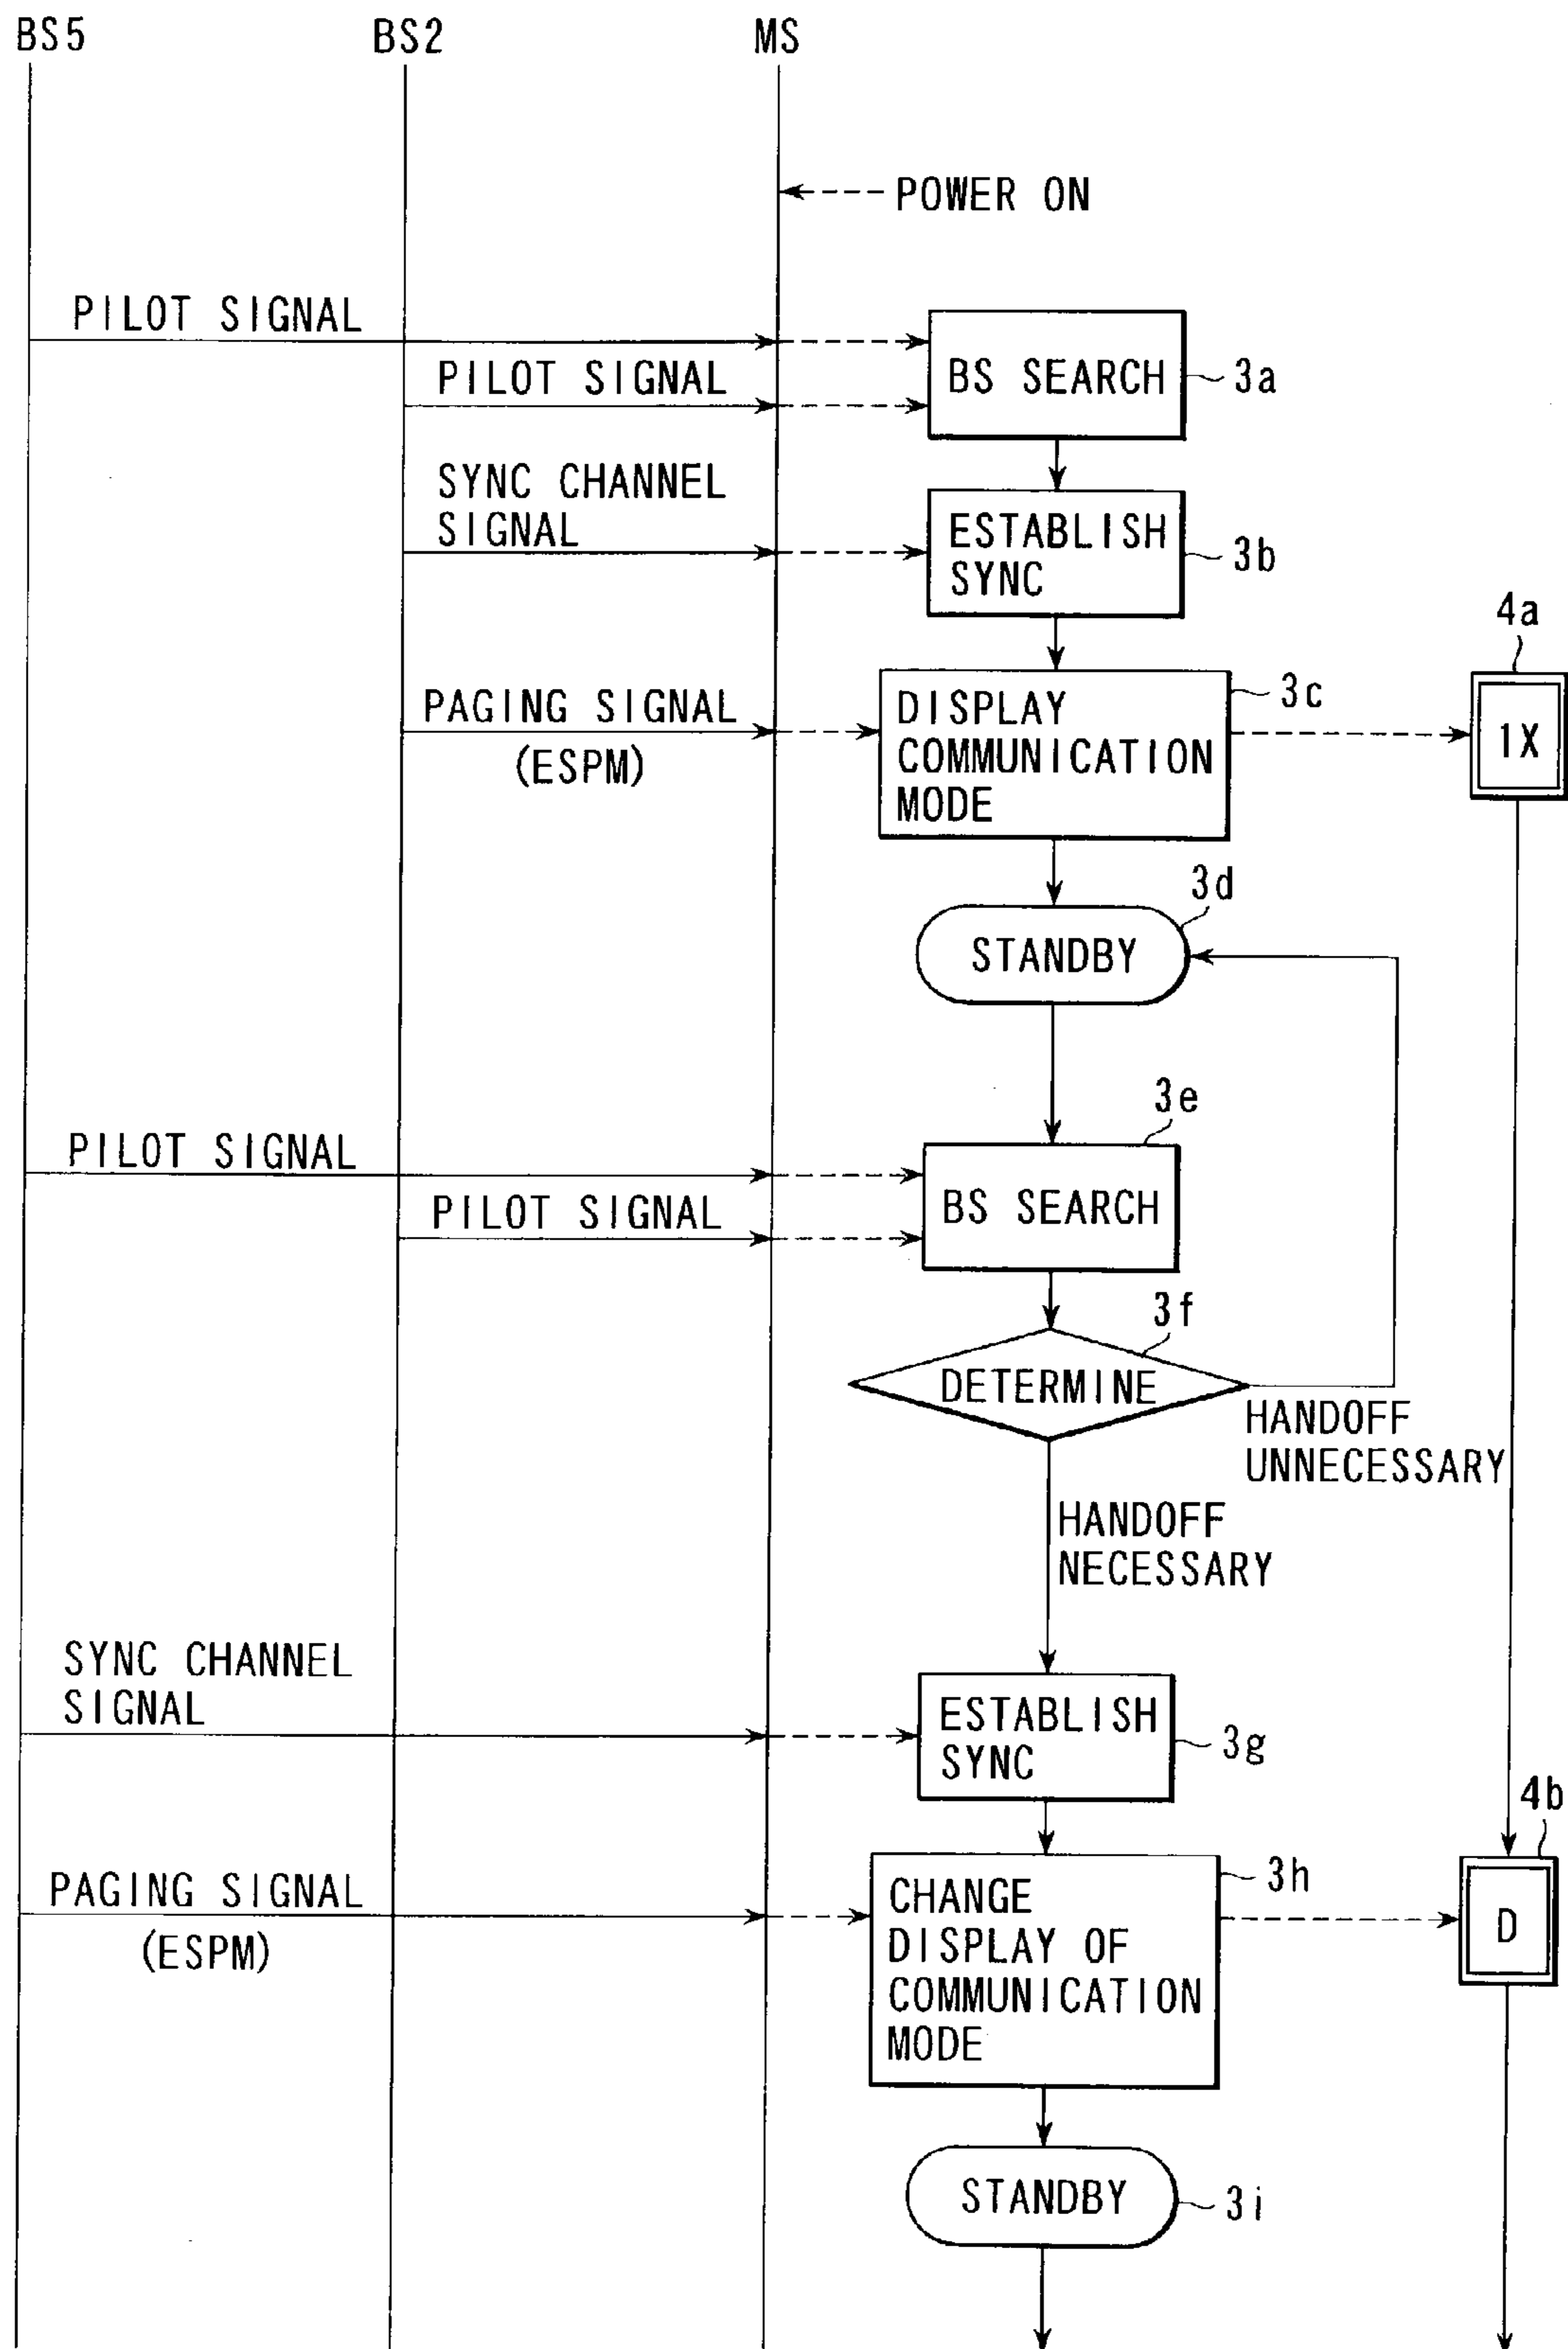 BS5
BS2
MS
POWER ON
PILOT SIGNAL
PILOT SIGNAL
BS SEARCH
3a
SYNC CHANNEL
SIGNAL
ESTABLISH
SYNC
3b
4a
PAGING SIGNAL
(ESPM)
DISPLAY
COMMUNICATION
MODE
3c
1X
3d
STANDBY
3e
PILOT SIGNAL
PILOT SIGNAL
BS SEARCH
3f
DETERMINE
HANDOFF
UNNECESSARY
HANDOFF
NECESSARY
SYNC CHANNEL
SIGNAL
ESTABLISH
SYNC
3g
4b
PAGING SIGNAL
(ESPM)
CHANGE
DISPLAY OF
COMMUNICATION
MODE
3h
D
STANDBY
3i